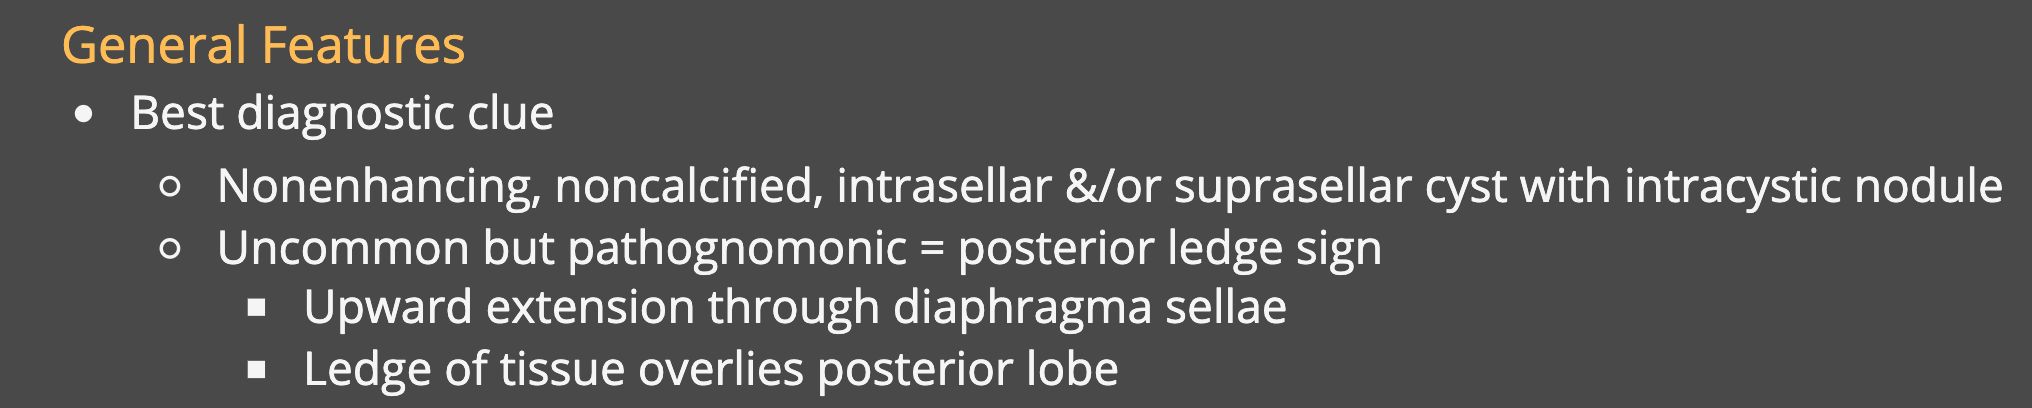 General Features
• Best diagnostic clue
○ Nonenhancing, noncalcified, intrasellar &/or suprasellar cyst with intracystic nodule
○ Uncommon but pathognomonic = posterior ledge sign
▪ Upward extension through diaphragma sellae
▪ Ledge of tissue overlies posterior lobe